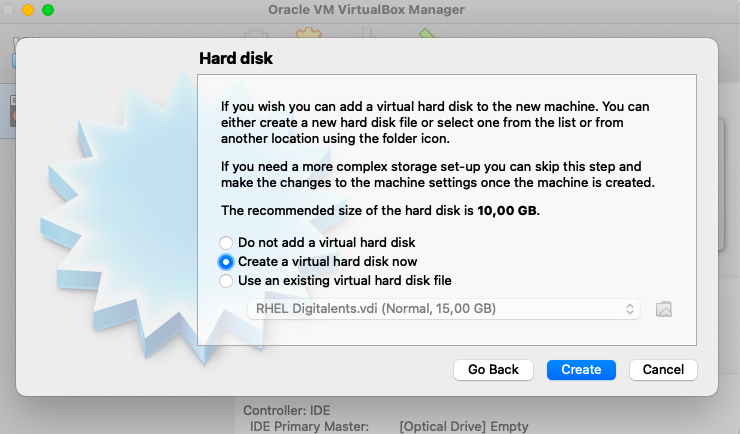 Oracle VM VirtualBox Manager
Hard disk
If you wish you can add a virtual hard disk to the new machine. You can
either create a new hard disk file or select one from the list or from
another location using the folder icon.
If you need a more complex storage set-up you can skip this step and
make the changes to the machine settings once the machine is created.
The recommended size of the hard disk is 10,00 GB.
Do not add a virtual hard disk
Create a virtual hard disk now
Use an existing virtual hard disk file
RHEL Digitalents.vdi (Normal, 15,00 GB)
Go Back
Create
Cancel
Controller: IDE
IDE Primary Master: [Optical Drive] Empty